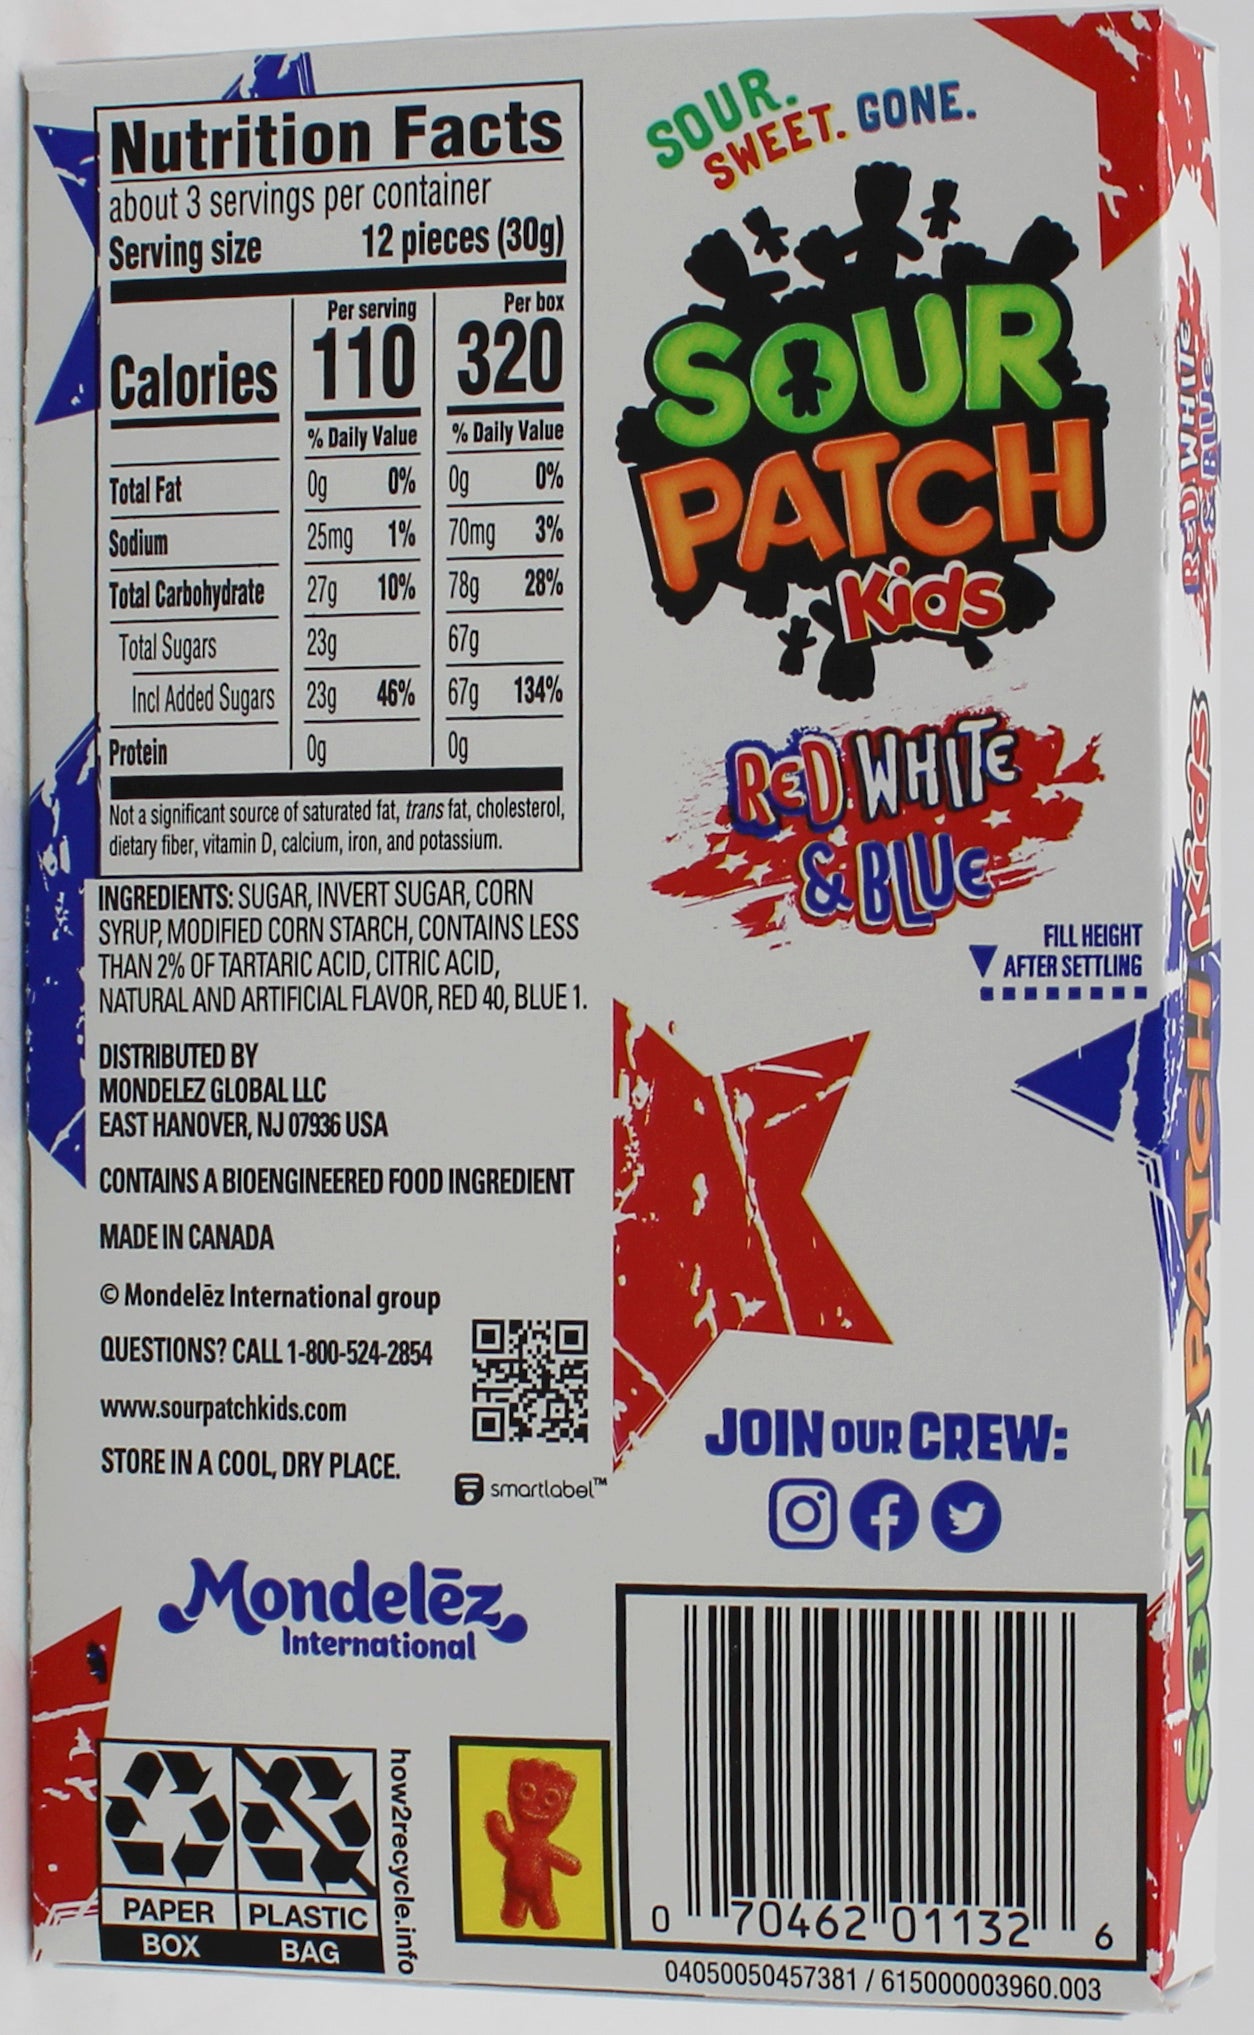 Nutrition Facts
about 3 servings per container
Serving size 12 pieces (30g)
Per serving Per box
Calories 110 320
% Daily Value % Daily Value
Total Fat 0g 0% 0g 0%
Sodium 25mg 1% 70mg 3%
Total Carbohydrate 27g 10% 78g 28%
Total Sugars 23g 67g
Incl Added Sugars 23g 46% 67g 134%
Protein 0g 0g
Not a significant source of saturated fat, trans fat, cholesterol,
dietary fiber, vitamin D, calcium, iron, and potassium.
INGREDIENTS: SUGAR, INVERT SUGAR, CORN
SYRUP, MODIFIED CORN STARCH, CONTAINS LESS
THAN 2% OF TARTARIC ACID, CITRIC ACID,
NATURAL AND ARTIFICIAL FLAVOR, RED 40, BLUE 1.
DISTRIBUTED BY
MONDELEZ GLOBAL LLC
EAST HANOVER, NJ 07936 USA
CONTAINS A BIOENGINEERED FOOD INGREDIENT
MADE IN CANADA
© Mondelēz International group
QUESTIONS? CALL 1-800-524-2854
www.sourpatchkids.com
STORE IN A COOL, DRY PLACE.
smartlabel™
Mondelēz
International
PAPER PLASTIC
BOX BAG
how2recycle.info
SOUR.
SWEET. GONE.
SOUR
PATCH
Kids
RED WHITE
& BLUE
FILL HEIGHT
AFTER SETTLING
JOIN OUR CREW:
0 70462 01132 6
04050050457381 / 615000003960.003
SOUR PATCH Kids
RED WHITE
& BLUE